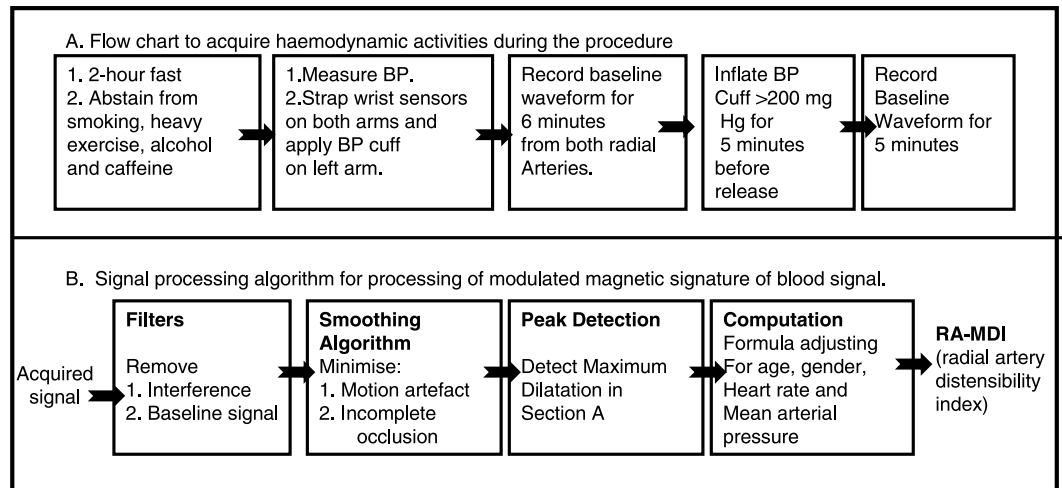 A. Flow chart to acquire haemodynamic activities during the procedure
1. 2-hour fast
2. Abstain from
smoking, heavy
exercise, alcohol
and caffeine
1.Measure BP.
2.Strap wrist sensors
on both arms and
apply BP cuff
on left arm.
Record baseline
waveform for
6 minutes
from both radial
Arteries.
Inflate BP
Cuff >200 mg
Hg for
5 minutes
before
release
Record
Baseline
Waveform for
5 minutes
B. Signal processing algorithm for processing of modulated magnetic signature of blood signal.
Acquired
signal
Filters
Remove
1. Interference
2. Baseline signal
Smoothing
Algorithm
Minimise:
1. Motion artefact
2. Incomplete
occlusion
Peak Detection
Detect Maximum
Dilatation in
Section A
Computation
Formula adjusting
For age, gender,
Heart rate and
Mean arterial
pressure
RA-MDI
(radial artery
distensibility
index)